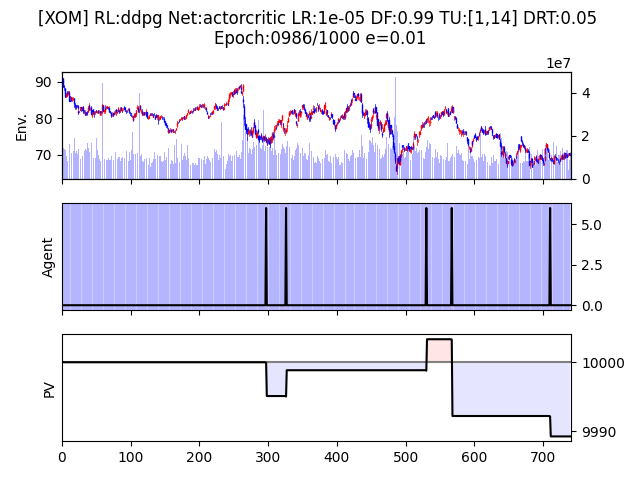 [XOM] RL:ddpg Net:actorcritic LR:1e-05 DF:0.99 TU:[1,14] DRT:0.05
Epoch:0986/1000 e=0.01
1e7
90
80
70
Env.
4
2
0
Agent
5.0
2.5
0.0
PV
10000
9990
0 100 200 300 400 500 600 700